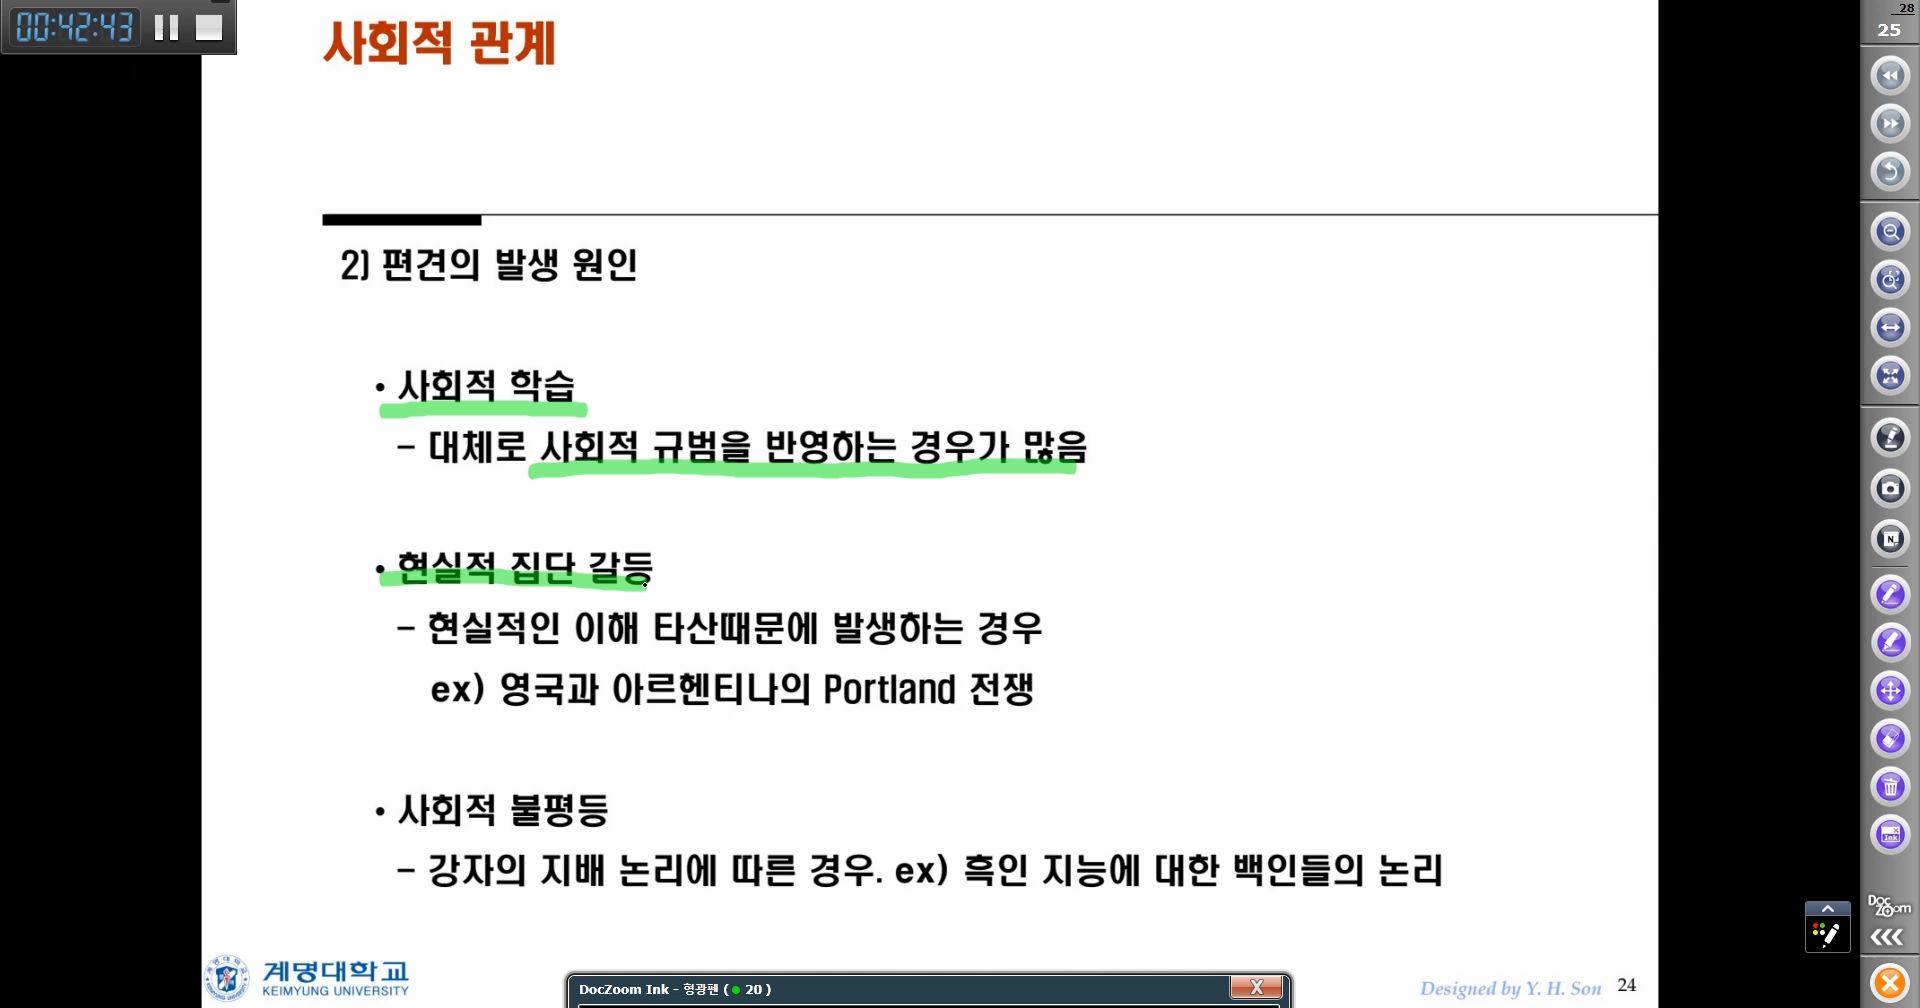 00:42:43
28
25
사회적 관계
2) 편견의 발생 원인
• 사회적 학습
– 대체로 사회적 규범을 반영하는 경우가 많음
• 현실적 집단 갈등
– 현실적인 이해 타산때문에 발생하는 경우
ex) 영국과 아르헨티나의 Portland 전쟁
• 사회적 불평등
– 강자의 지배 논리에 따른 경우. ex) 흑인 지능에 대한 백인들의 논리
계명대학교
KEIMYUNG UNIVERSITY
DocZoom Ink - 형광펜 ( 20 )
Designed by Y. H. Son 24
Doc
Zoom